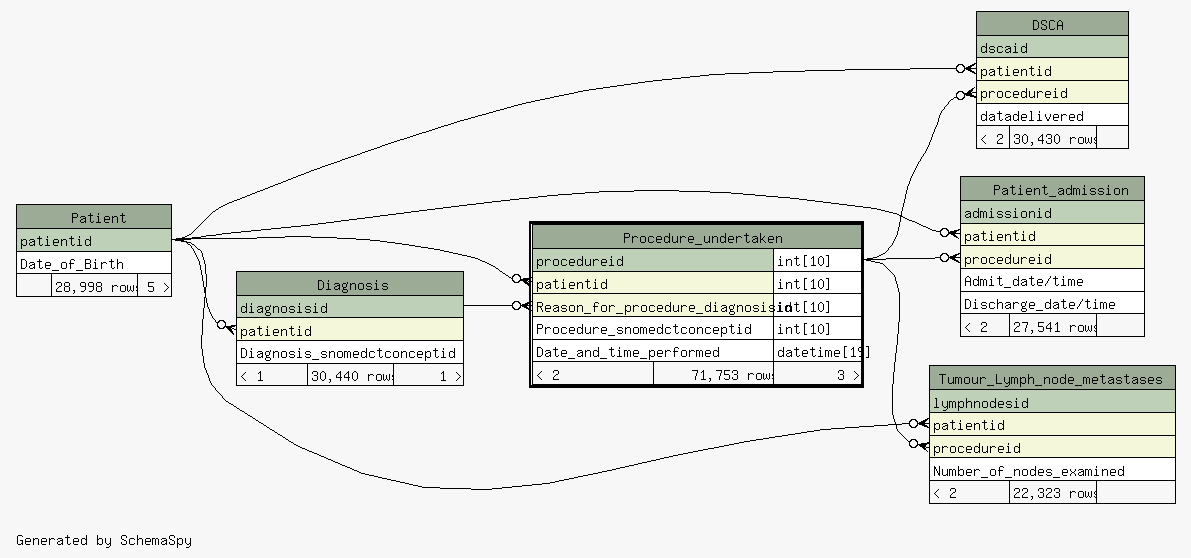 DSCA
dscaid
patientid
procedureid
datadelivered
< 2 30,430 rows
Patient_admission
admissionid
patientid
procedureid
Admit_date/time
Discharge_date/time
< 2 27,541 rows
Patient
patientid
Date_of_Birth
28,998 rows 5 >
Procedure_undertaken
procedureid int[10]
patientid int[10]
Reason_for_procedure_diagnosisid int[10]
Procedure_snomedctconceptid int[10]
Date_and_time_performed datetime[19]
< 2 71,753 rows 3 >
Diagnosis
diagnosisid
patientid
Diagnosis_snomedctconceptid
< 1 30,440 rows 1 >
Tumour_Lymph_node_metastases
lymphnodesid
patientid
procedureid
Number_of_nodes_examined
< 2 22,323 rows
Generated by SchemaSpy